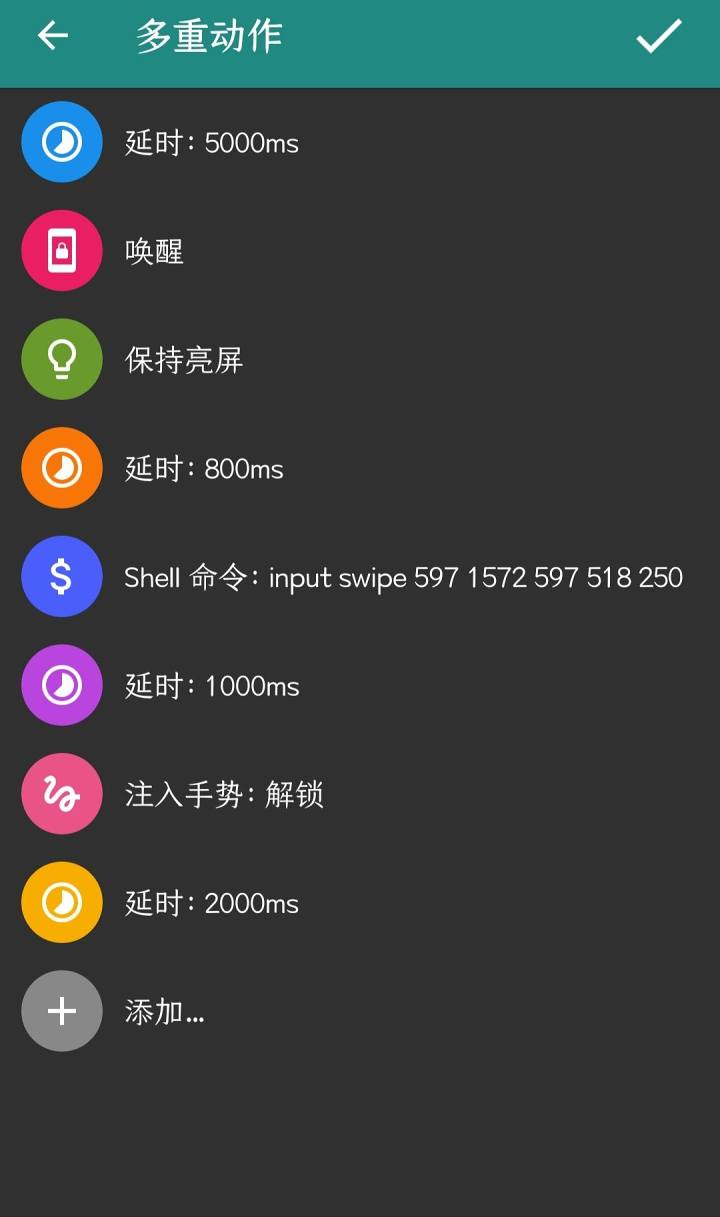 多重动作
延时: 5000ms
唤醒
保持亮屏
延时: 800ms
Shell 命令: input swipe 597 1572 597 518 250
延时: 1000ms
注入手势: 解锁
延时: 2000ms
添加...